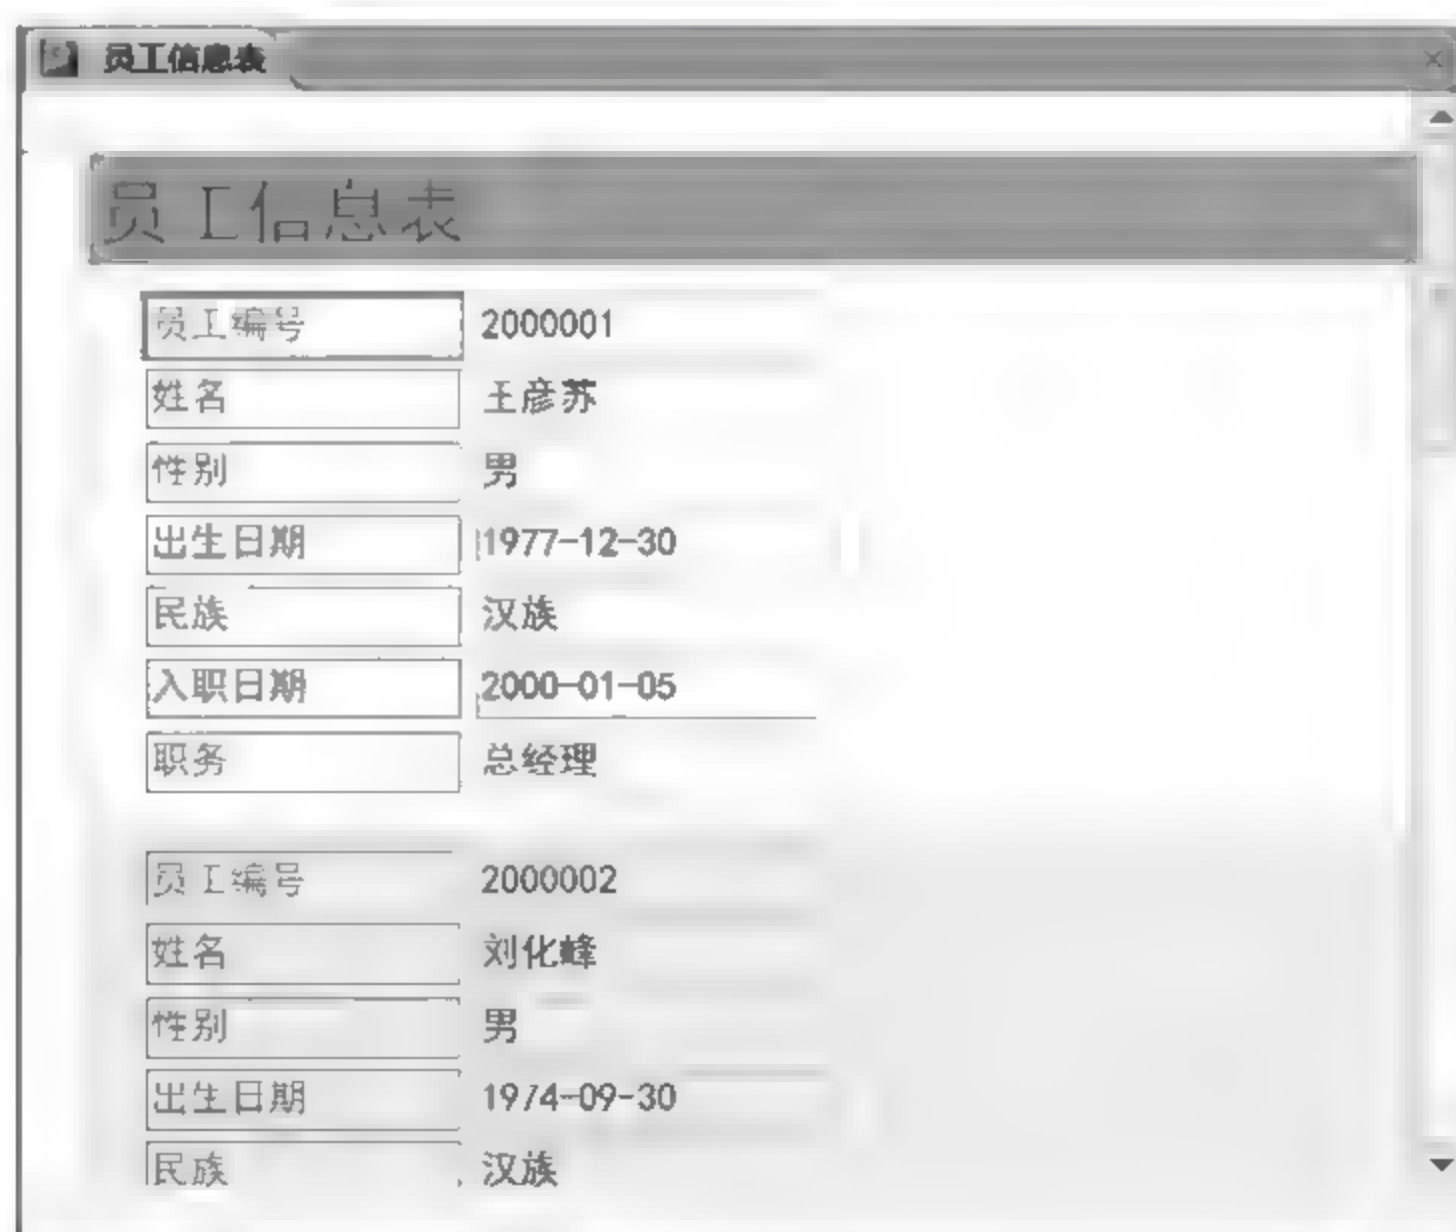 员工信息表
员工信息表
员工编号 2000001
姓名 王彦苏
性别 男
出生日期 1977-12-30
民族 汉族
入职日期 2000-01-05
职务 总经理
员工编号 2000002
姓名 刘化峰
性别 男
出生日期 1974-09-30
民族 汉族